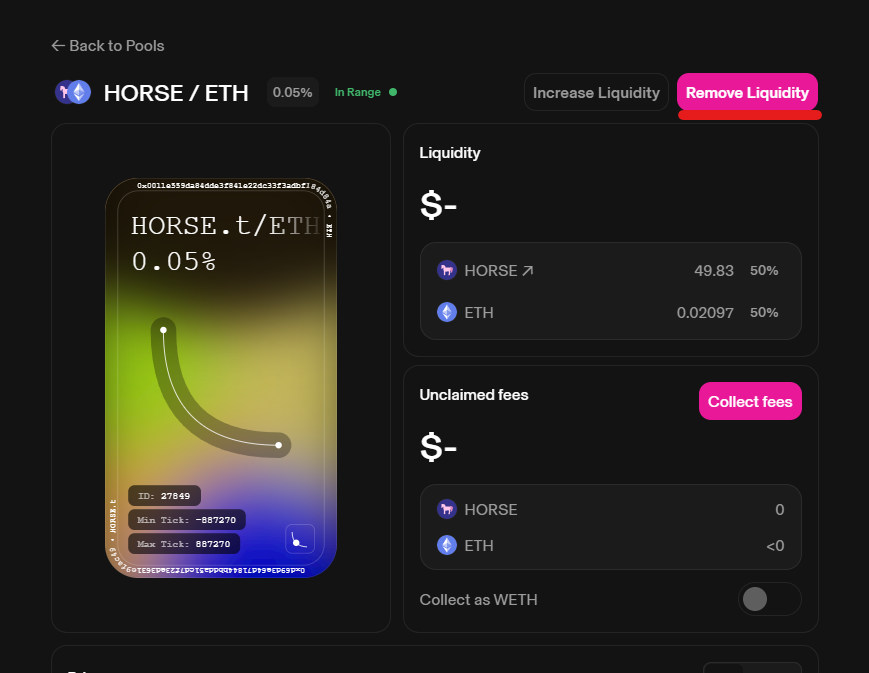 ← Back to Pools
HORSE / ETH 0.05% In Range Increase Liquidity Remove Liquidity
HORSE.t/ETH
0.05%
ID: 27849
Min Tick: -887270
Max Tick: 887270
Liquidity
$-
HORSE ↗ 49.83 50%
ETH 0.02097 50%
Unclaimed fees Collect fees
$-
HORSE 0
ETH <0
Collect as WETH